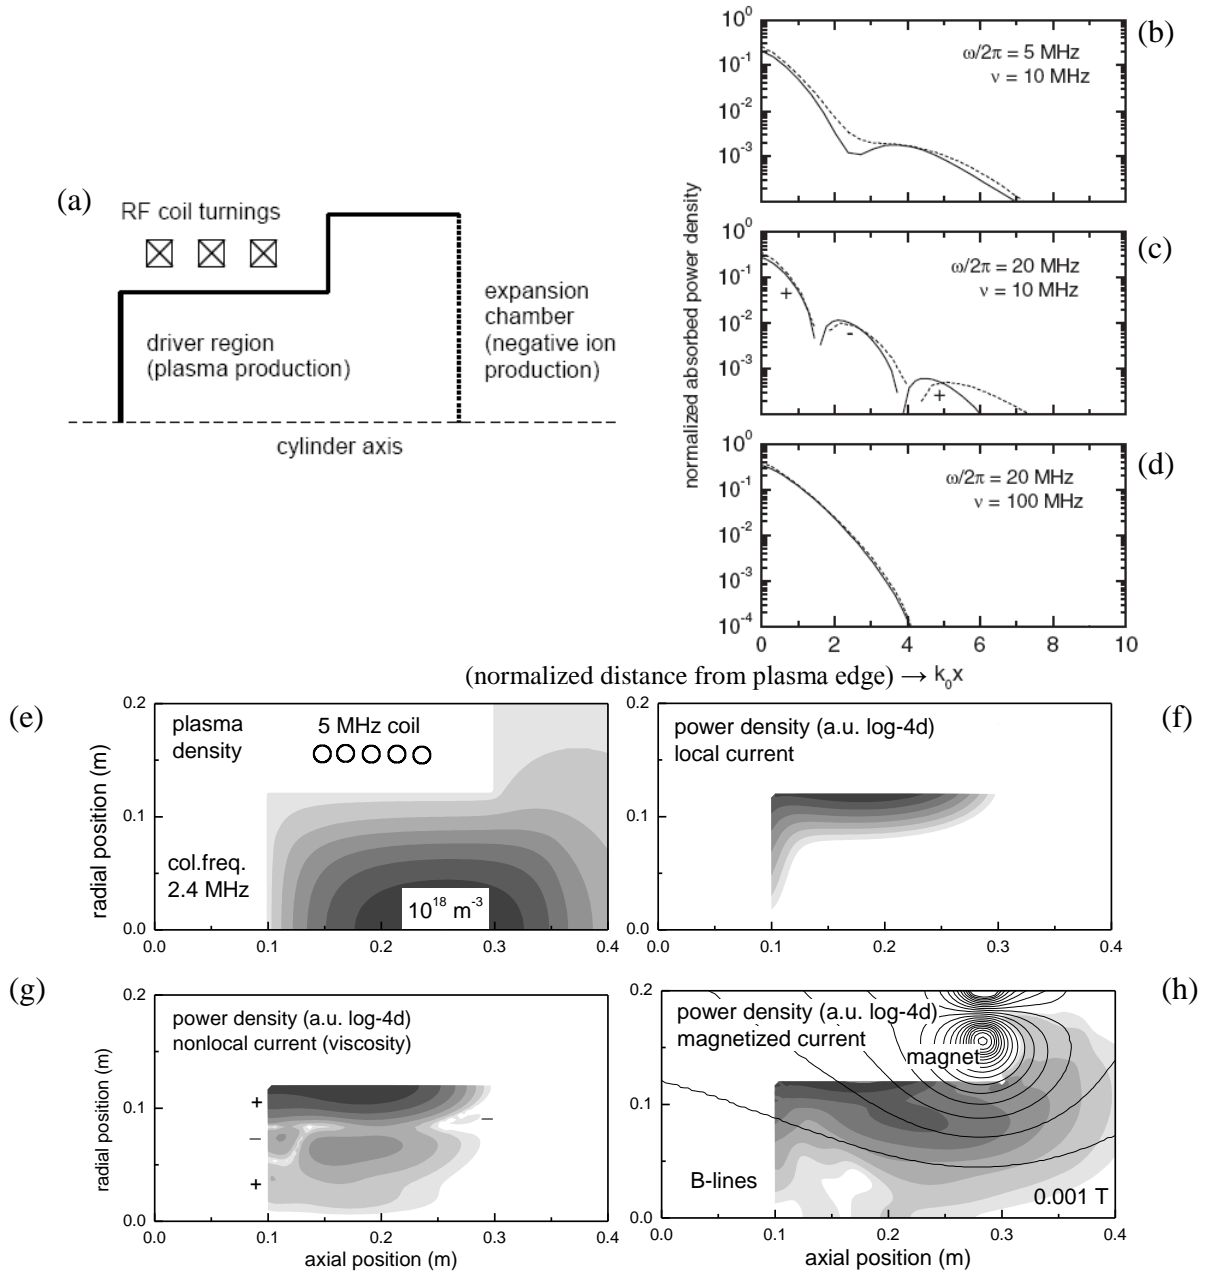 (a)
RF coil turnings
driver region
(plasma production)
expansion
chamber
(negative ion
production)
cylinder axis
normalized absorbed power density
(b)
10⁰
10⁻¹
10⁻²
10⁻³
ω/2π = 5 MHz
ν = 10 MHz
(c)
10⁰
10⁻¹
10⁻²
10⁻³
ω/2π = 20 MHz
ν = 10 MHz
+
-
+
(d)
10⁰
10⁻¹
10⁻²
10⁻³
10⁻⁴
ω/2π = 20 MHz
ν = 100 MHz
0 2 4 6 8 10
(normalized distance from plasma edge) → k₀x
(e)
plasma
density
5 MHz coil
col.freq.
2.4 MHz
10¹⁸ m⁻³
radial position (m)
0.2
0.1
0.0
0.0 0.1 0.2 0.3 0.4
(f)
power density (a.u. log-4d)
local current
0.2
0.1
0.0
0.0 0.1 0.2 0.3 0.4
(g)
power density (a.u. log-4d)
nonlocal current (viscosity)
+
–
–
+
radial position (m)
0.2
0.1
0.0
0.0 0.1 0.2 0.3 0.4
axial position (m)
(h)
power density (a.u. log-4d)
magnetized current
magnet
B-lines
0.001 T
0.2
0.1
0.0
0.0 0.1 0.2 0.3 0.4
axial position (m)